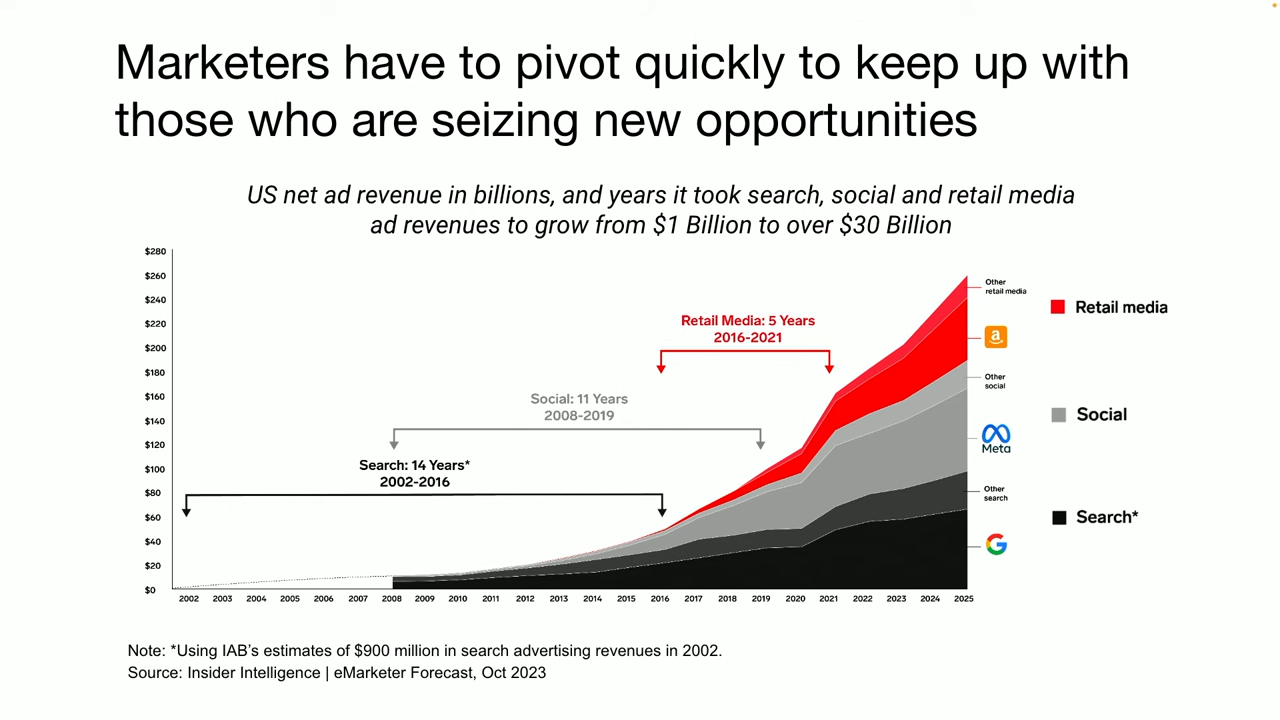 Marketers have to pivot quickly to keep up with
those who are seizing new opportunities
US net ad revenue in billions, and years it took search, social and retail media
ad revenues to grow from $1 Billion to over $30 Billion
$280
$260
$240
$220
$200
$180
$160
$140
$120
$100
$80
$60
$40
$20
$0
Retail Media: 5 Years
2016-2021
Social: 11 Years
2008-2019
Search: 14 Years*
2002-2016
Other
retail media
a
Other
social
Meta
Other
search
G
Retail media
Social
Search*
2002 2003 2004 2005 2006 2007 2008 2009 2010 2011 2012 2013 2014 2015 2016 2017 2018 2019 2020 2021 2022 2023 2024 2025
Note: *Using IAB’s estimates of $900 million in search advertising revenues in 2002.
Source: Insider Intelligence | eMarketer Forecast, Oct 2023